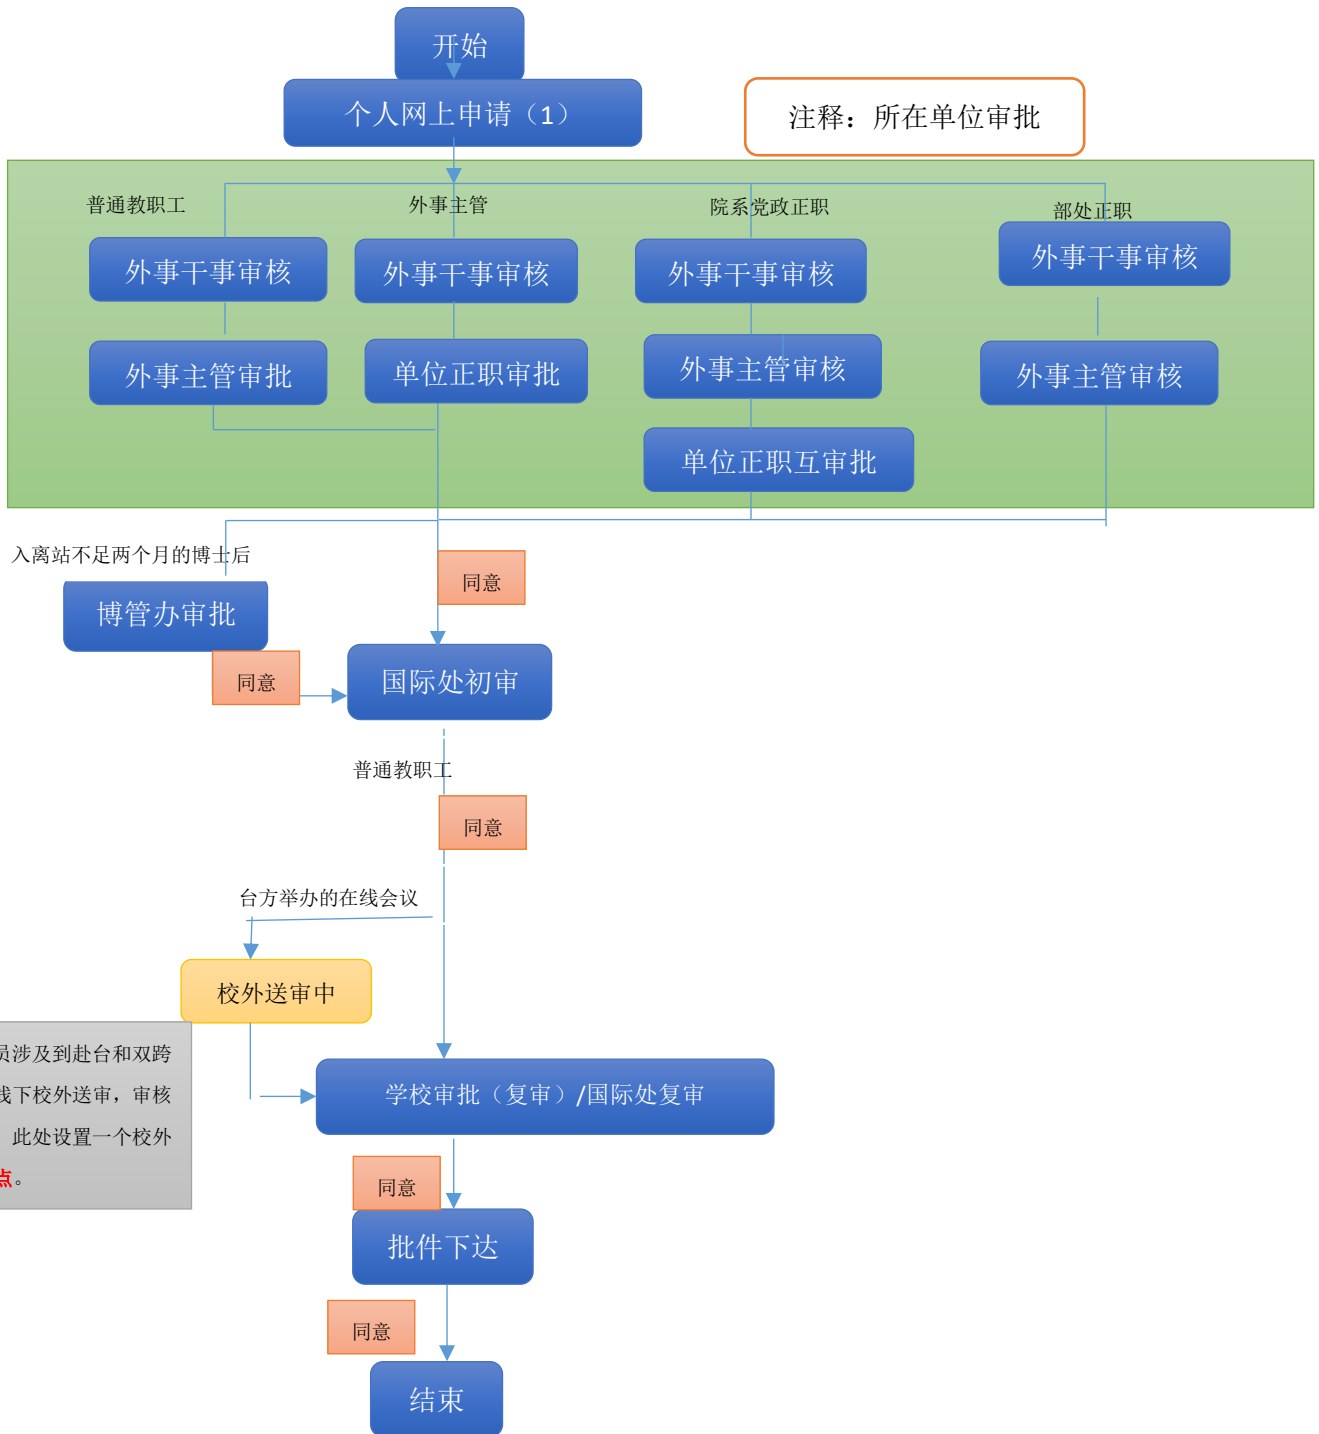 开始
个人网上申请（1）
注释：所在单位审批
普通教职工
外事主管
院系党政正职
部处正职
外事干事审核
外事干事审核
外事干事审核
外事干事审核
外事主管审批
单位正职审批
外事主管审核
外事主管审核
单位正职互审批
入离站不足两个月的博士后
同意
博管办审批
同意
国际处初审
普通教职工
同意
台方举办的在线会议
校外送审中
员涉及到赴台和双跨
线下校外送审，审核
此处设置一个校外
点。
学校审批（复审）/国际处复审
同意
批件下达
同意
结束